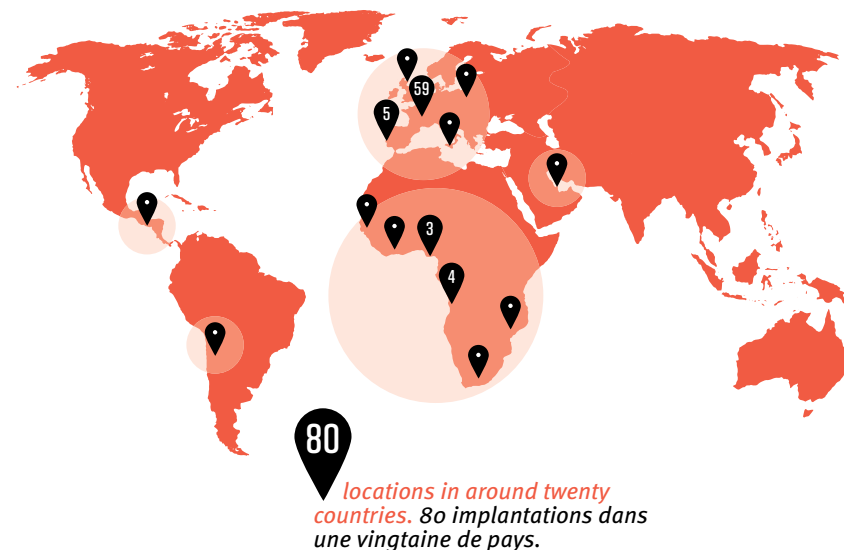 59
5
3
4
80
locations in around twenty
countries. 80 implantations dans
une vingtaine de pays.